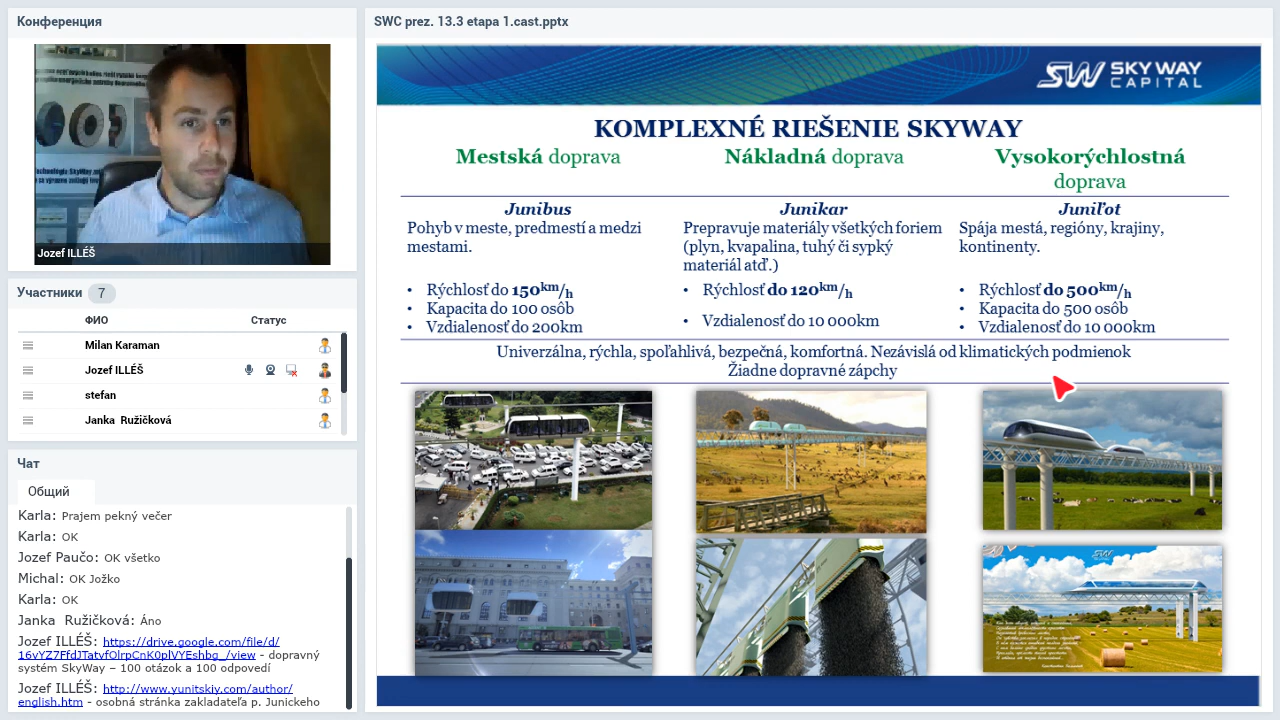 Конференция
Jozef ILLÉŠ
Участники 7
ФИО Статус
Milan Karaman
Jozef ILLÉŠ
stefan
Janka Ružičková
Чат
Общий
Karla: Prajem pekný večer
Karla: OK
Jozef Paučo: OK všetko
Michal: OK Jožko
Karla: OK
Janka Ružičková: Áno
Jozef ILLÉŠ: https://drive.google.com/file/d/
- dopravný
systém SkyWay – 100 otázok a 100 odpovedí
Jozef ILLÉŠ: http://www.yunitskiy.com/author/
english.htm - osobná stránka zakladateľa p. Junickeho
SWC prez. 13.3 etapa 1.cast.pptx
SW SKY WAY
CAPITAL
KOMPLEXNÉ RIEŠENIE SKYWAY
Mestská doprava
Nákladná doprava
Vysokorýchlostná
doprava
Junibus
Pohyb v meste, predmestí a medzi
mestami.
• Rýchlosť do 150km/h
• Kapacita do 100 osôb
• Vzdialenosť do 200km
Junikar
Prepravuje materiály všetkých foriem
(plyn, kvapalina, tuhý či sypký
materiál atď.)
• Rýchlosť do 120km/h
• Vzdialenosť do 10 000km
Juniľot
Spája mestá, regióny, krajiny,
kontinenty.
• Rýchlosť do 500km/h
• Kapacita do 500 osôb
• Vzdialenosť do 10 000km
Univerzálna, rýchla, spoľahlivá, bezpečná, komfortná. Nezávislá od klimatických podmienok
Žiadne dopravné zápchy